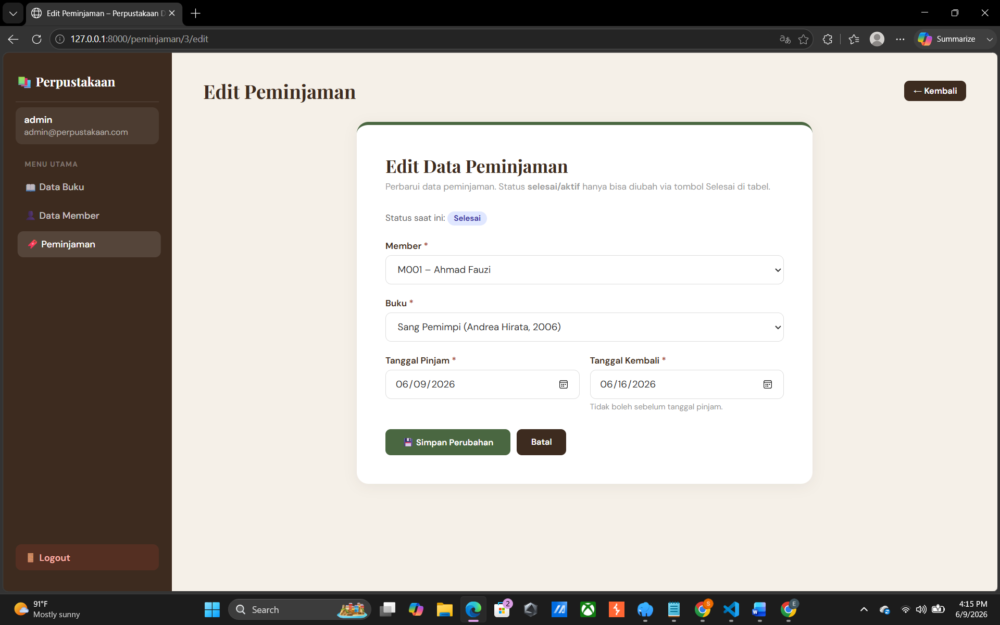 Edit Peminjaman – Perpustakaan D
127.0.0.1:8000/peminjaman/3/edit
Summarize
Perpustakaan
admin
admin@perpustakaan.com
MENU UTAMA
Data Buku
Data Member
Peminjaman
Logout
Edit Peminjaman
← Kembali
Edit Data Peminjaman
Perbarui data peminjaman. Status selesai/aktif hanya bisa diubah via tombol Selesai di tabel.
Status saat ini: Selesai
Member *
M001 – Ahmad Fauzi
Buku *
Sang Pemimpi (Andrea Hirata, 2006)
Tanggal Pinjam *
Tanggal Kembali *
06/09/2026
06/16/2026
Tidak boleh sebelum tanggal pinjam.
Simpan Perubahan
Batal
91°F
Mostly sunny
Search
2
S
E
4:15 PM
6/9/2026